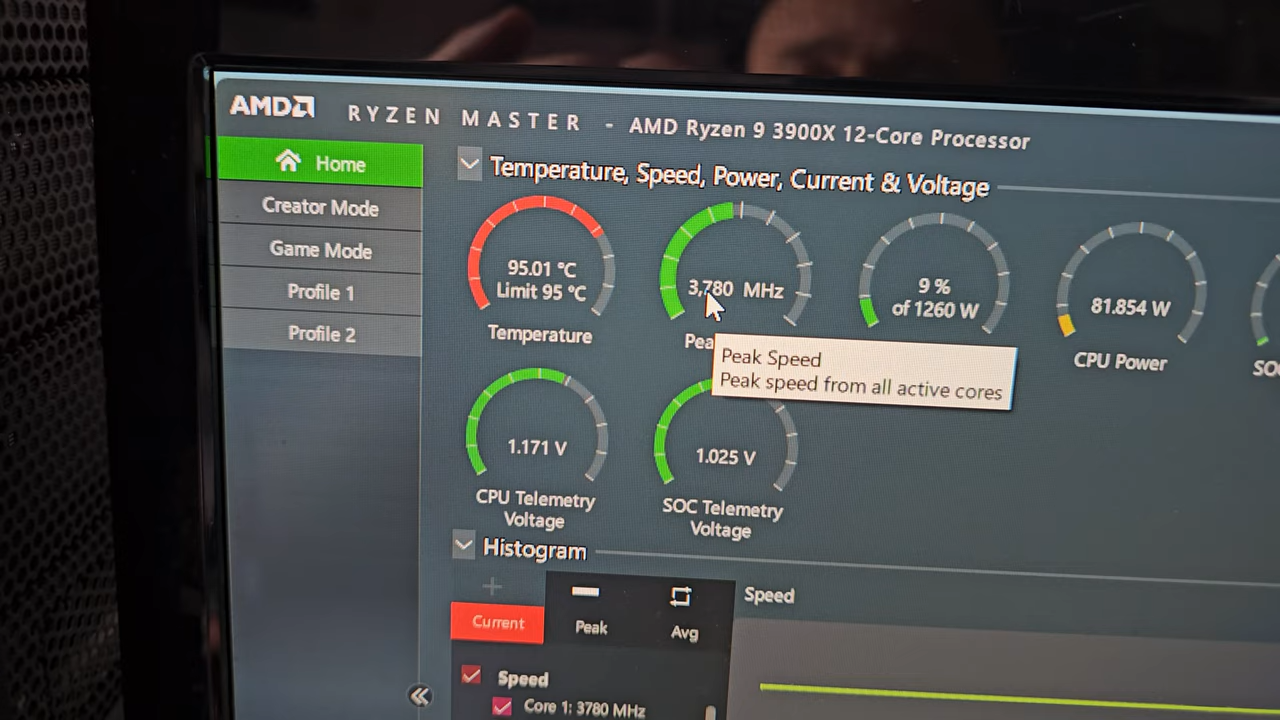 AMD RYZEN MASTER - AMD Ryzen 9 3900X 12-Core Processor
Home
Creator Mode
Game Mode
Profile 1
Profile 2
Temperature, Speed, Power, Current & Voltage
95.01 °C
Limit 95 °C
Temperature
3,780 MHz
Pea
Peak Speed
Peak speed from all active cores
9 %
of 1260 W
81.854 W
CPU Power
SO
1.171 V
CPU Telemetry
Voltage
1.025 V
SOC Telemetry
Voltage
Histogram
Current
Peak
Avg
Speed
Speed
Core 1: 3780 MHz